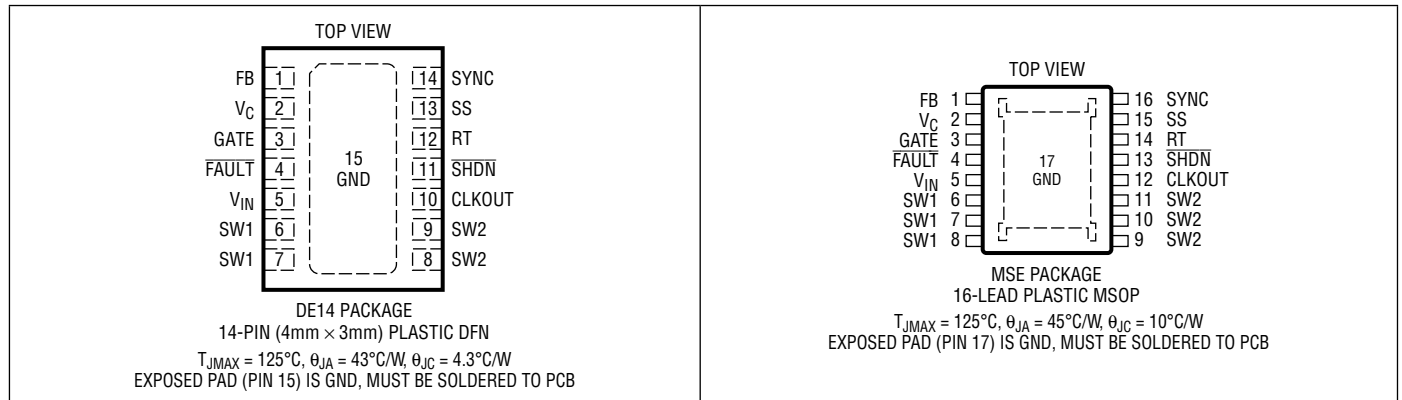 TOP VIEW
FB 1 14 SYNC
VC 2 13 SS
GATE 3 12 RT
FAULT 4 11 SHDN
VIN 5 10 CLKOUT
SW1 6 9 SW2
SW1 7 8 SW2
15
GND
DE14 PACKAGE
14-PIN (4mm × 3mm) PLASTIC DFN
TJMAX = 125°C, θJA = 43°C/W, θJC = 4.3°C/W
EXPOSED PAD (PIN 15) IS GND, MUST BE SOLDERED TO PCB
TOP VIEW
FB 1 16 SYNC
VC 2 15 SS
GATE 3 14 RT
FAULT 4 13 SHDN
VIN 5 12 CLKOUT
SW1 6 11 SW2
SW1 7 10 SW2
SW1 8 9 SW2
17
GND
MSE PACKAGE
16-LEAD PLASTIC MSOP
TJMAX = 125°C, θJA = 45°C/W, θJC = 10°C/W
EXPOSED PAD (PIN 17) IS GND, MUST BE SOLDERED TO PCB